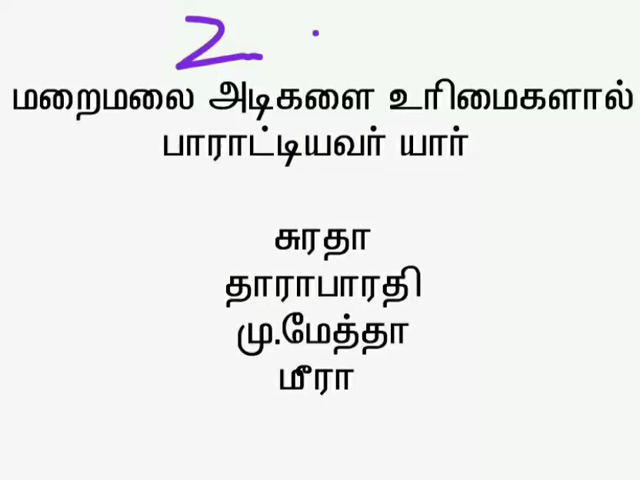 2 .
மறைமலை அடிகளை உரிமைகளால்
பாராட்டியவர் யார்
சுரதா
தாராபாரதி
மு.மேத்தா
மீரா